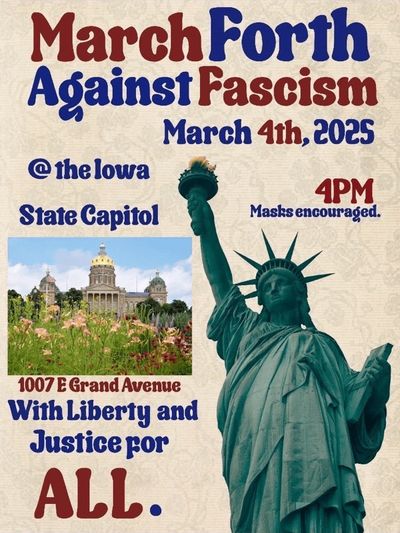 March Forth
Against Fascism
March 4th, 2025
@ the Iowa
State Capitol
4PM
Masks encouraged.
1007 E Grand Avenue
With Liberty and
Justice por
ALL.